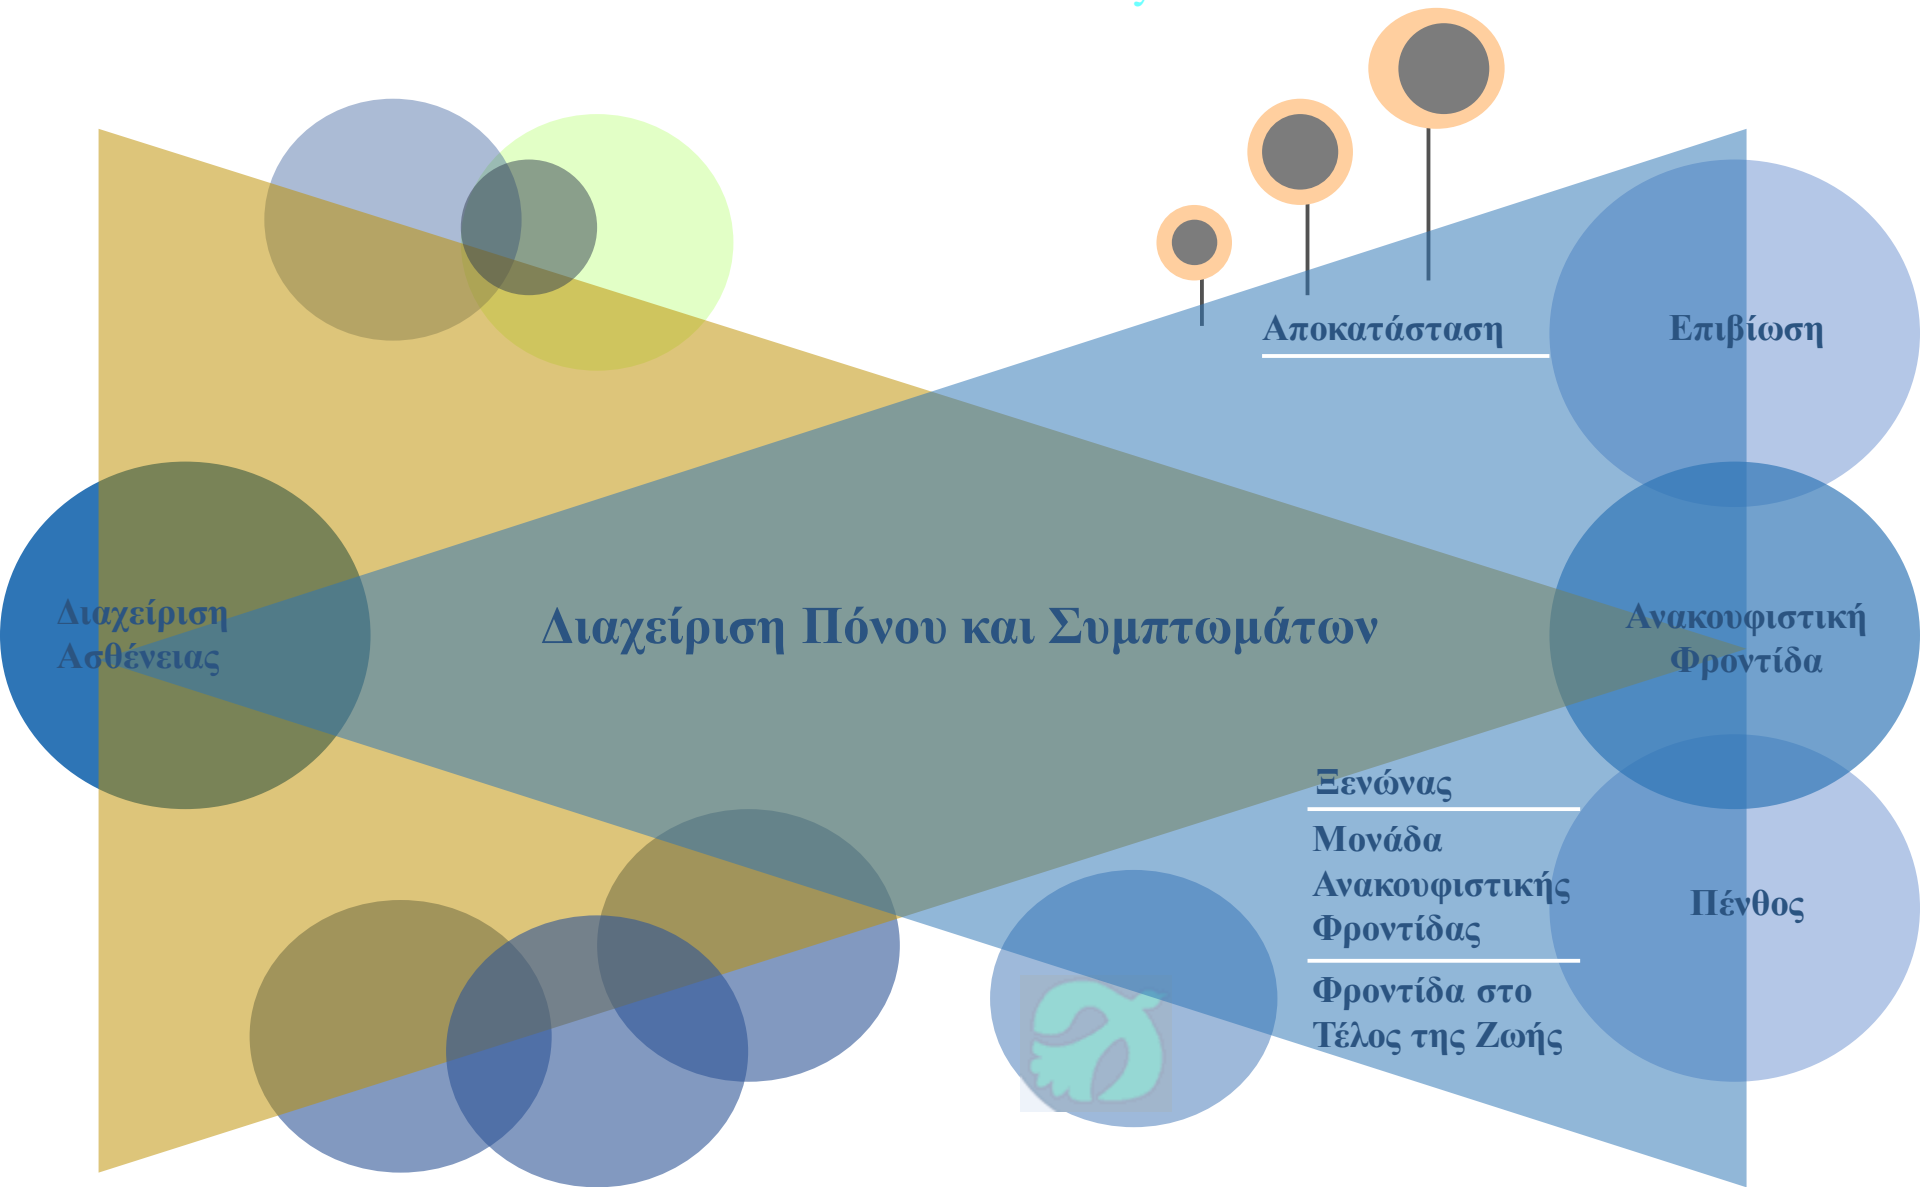 Αποκατάσταση
Επιβίωση
Διαχείριση
Ασθένειας
Διαχείριση Πόνου και Συμπτωμάτων
Ανακουφιστική
Φροντίδα
Ξενώνας
Μονάδα
Ανακουφιστικής
Φροντίδας
Πένθος
Φροντίδα στο
Τέλος της Ζωής